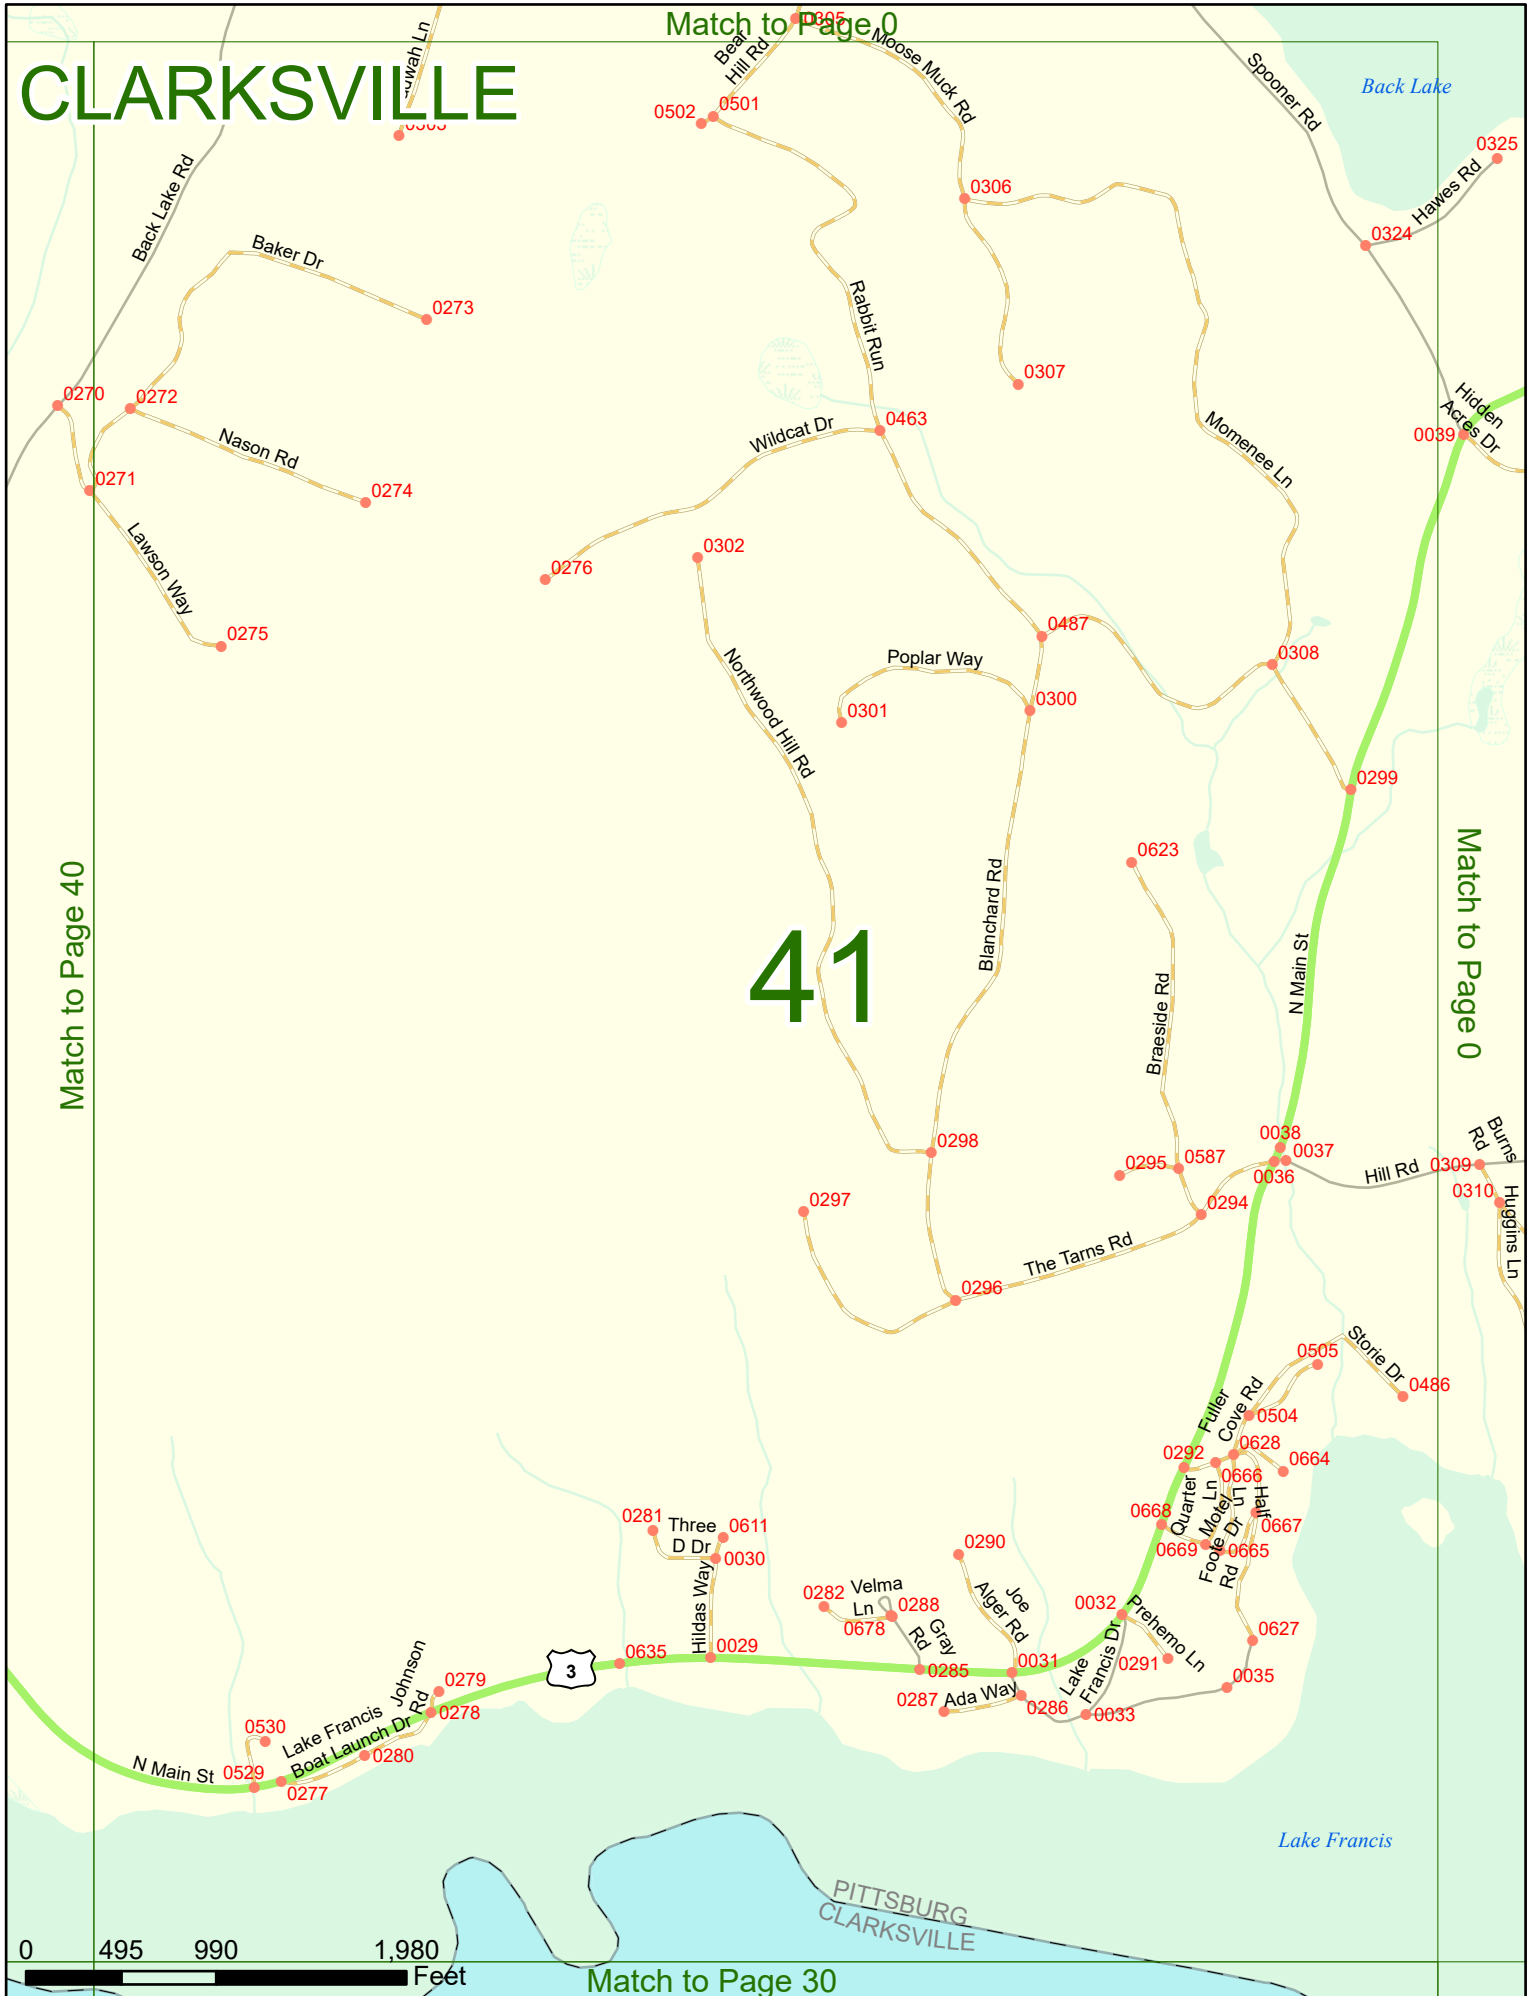 Match to Page 0
CLARKSVILLE
0305
Bear
Hill Rd
Moose Muck Rd
Spooner Rd
Back Lake
0502
0501
0325
Hawes Rd
0324
0306
Back Lake Rd
Baker Dr
0273
Rabbit Run
0307
0270
0272
Nason Rd
0271
0274
Wildcat Dr
0463
Momenee Ln
Hidden
Acres Dr
0039
Lawson Way
0275
0276
0302
0487
0308
Poplar Way
0301
0300
Northwood Hill Rd
0299
0623
Match to Page 40
Match to Page 0
41
Blanchard Rd
Braeside Rd
N Main St
0298
0295
0587
0038
0037
0036
Hill Rd
0309
Burns
Rd
0310
Huggins Ln
0297
0294
The Tarns Rd
0296
Storie Dr
0505
0486
Fuller
Cove Rd
0504
0292
0628
0664
0666
Quarter
Ln
Motel
Ln
Half
0668
0667
0669
Foote Dr
0665
Rd
0281
Three
D Dr
0611
0030
Hildas Way
0290
Joe
Alger Rd
0282
Velma
Ln
0288
0678
Gray
Rd
0032
Prehemo Ln
0627
0635
0029
3
0285
0031
Lake
Francis Dr
0291
0035
0287
Ada Way
0286
0033
Johnson
Rd
0279
0278
Lake Francis
Boat Launch Dr
0530
0280
N Main St
0529
0277
Lake Francis
PITTSBURG
CLARKSVILLE
0 495 990 1,980
Feet
Match to Page 30